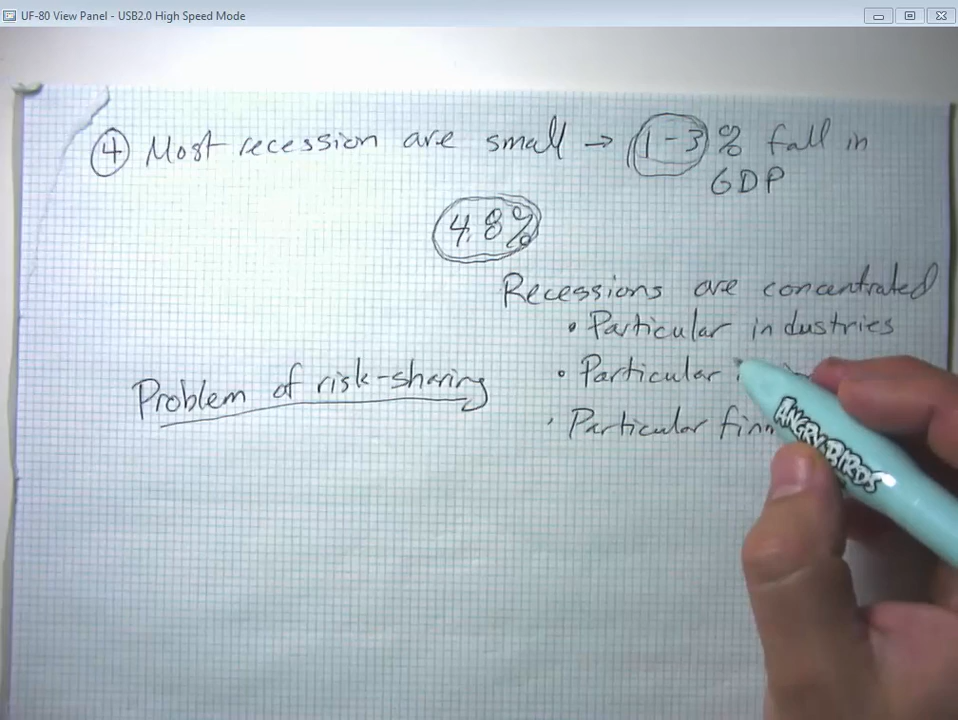 UF-80 View Panel - USB2.0 High Speed Mode
④ Most recession are small → 1-3 % fall in
GDP
4.8%
Recessions are concentrated
• Particular industries
• Particular
Problem of risk-sharing
• Particular
ANGRY BIRDS